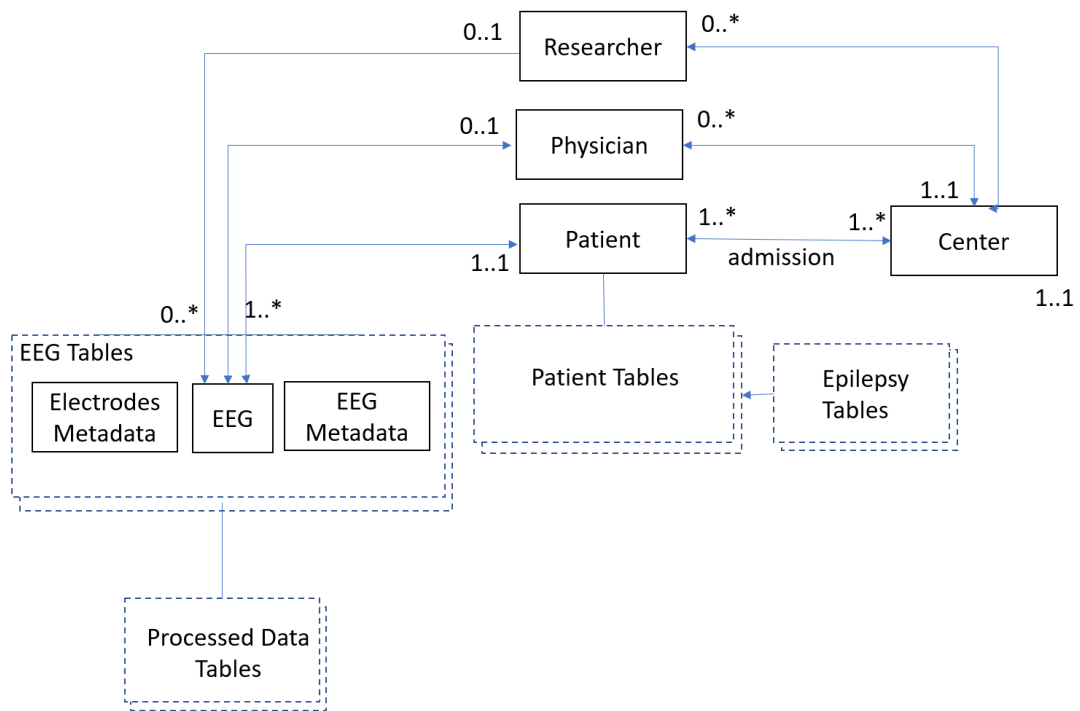 0..1
Researcher
0..*
0..1
Physician
0..*
1..1
Patient
1..*
1..*
Center
admission
1..1
1..1
0..*
1..*
EEG Tables
Electrodes
Metadata
EEG
EEG
Metadata
Patient Tables
Epilepsy
Tables
Processed Data
Tables